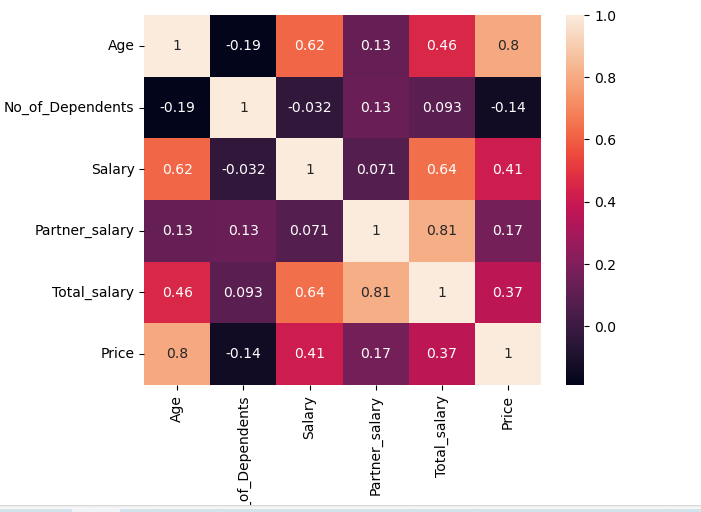 Age 1 -0.19 0.62 0.13 0.46 0.8
No_of_Dependents -0.19 1 -0.032 0.13 0.093 -0.14
Salary 0.62 -0.032 1 0.071 0.64 0.41
Partner_salary 0.13 0.13 0.071 1 0.81 0.17
Total_salary 0.46 0.093 0.64 0.81 1 0.37
Price 0.8 -0.14 0.41 0.17 0.37 1
Age
_of_Dependents
Salary
Partner_salary
Total_salary
Price
1.0
0.8
0.6
0.4
0.2
0.0